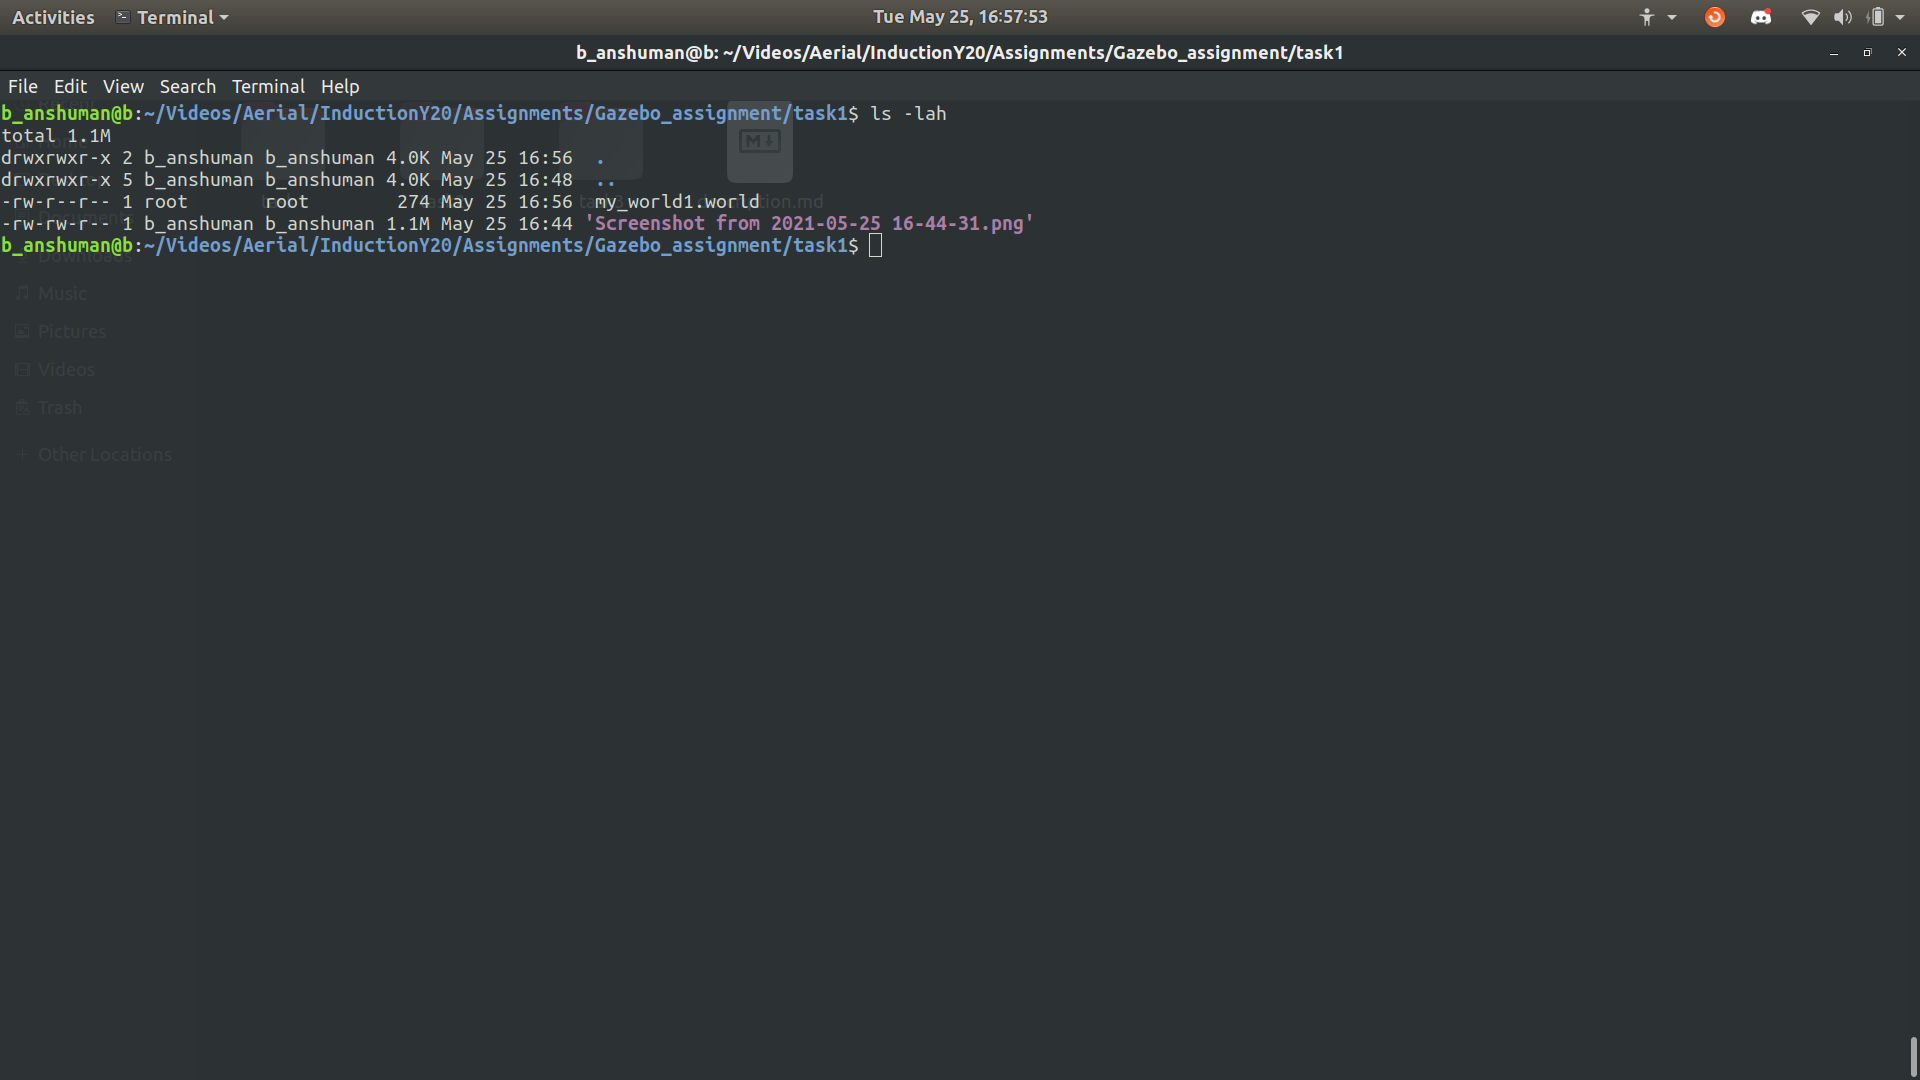 Activities Terminal Tue May 25, 16:57:53
b_anshuman@b: ~/Videos/Aerial/InductionY20/Assignments/Gazebo_assignment/task1
File Edit View Search Terminal Help
b_anshuman@b:~/Videos/Aerial/InductionY20/Assignments/Gazebo_assignment/task1$ ls -lah
total 1.1M
drwxrwxr-x 2 b_anshuman b_anshuman 4.0K May 25 16:56 .
drwxrwxr-x 5 b_anshuman b_anshuman 4.0K May 25 16:48 ..
-rw-r--r-- 1 root root 274 May 25 16:56 my_world1.world
-rw-rw-r-- 1 b_anshuman b_anshuman 1.1M May 25 16:44 'Screenshot from 2021-05-25 16-44-31.png'
b_anshuman@b:~/Videos/Aerial/InductionY20/Assignments/Gazebo_assignment/task1$
Downloads
Music
Pictures
Videos
Trash
+ Other Locations